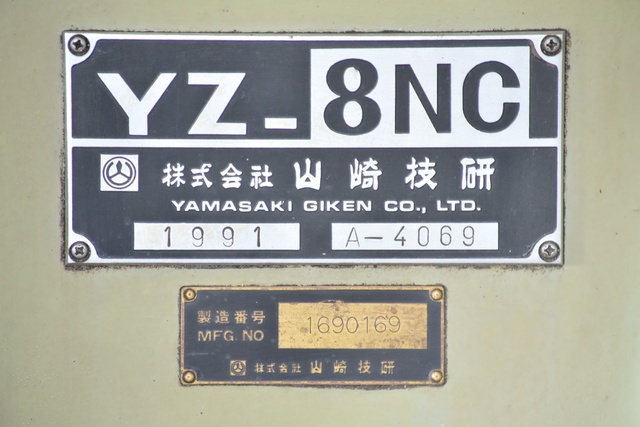 YZ-8NC
株式会社 山崎技研
YAMASAKI GIKEN CO., LTD.
1991 A-4069
製造番号 1690169
MFG. NO
株式会社 山崎技研